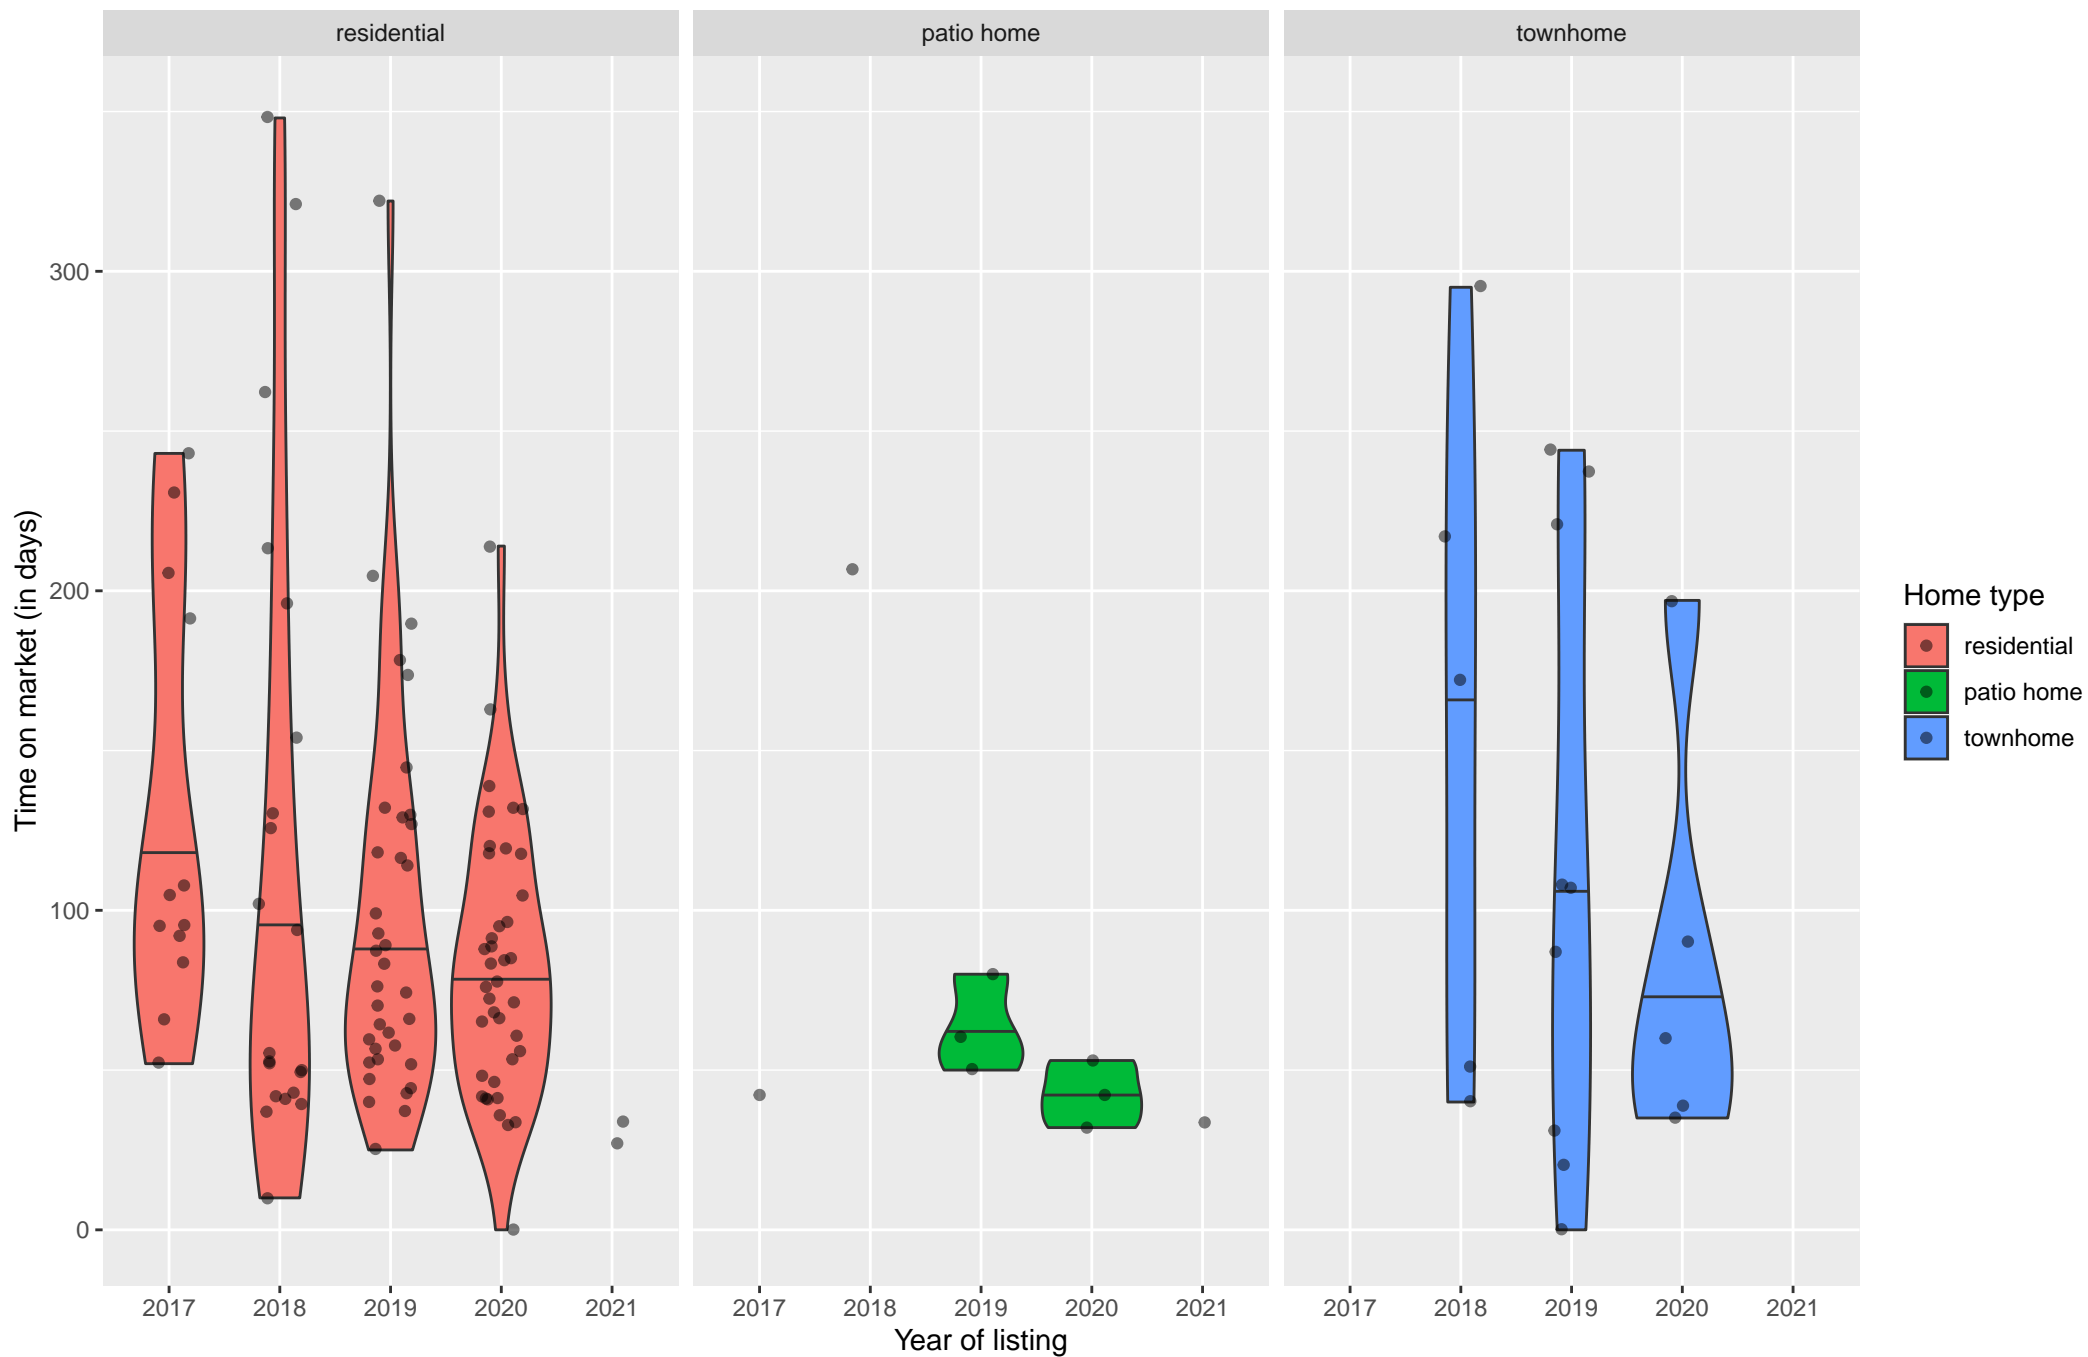 residential
patio home
townhome
Time on market (in days)
300
200
100
0
2017 2018 2019 2020 2021
2017 2018 2019 2020 2021
2017 2018 2019 2020 2021
Year of listing
Home type
residential
patio home
townhome